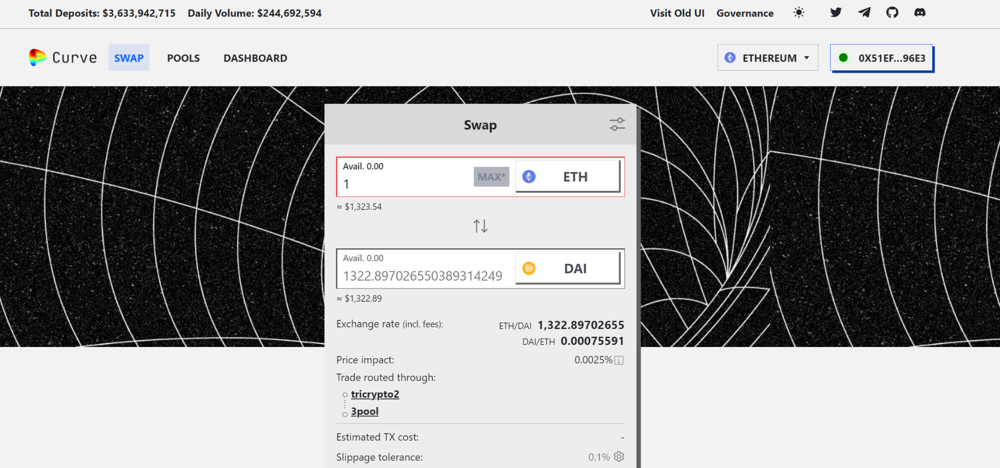 Total Deposits: $3,633,942,715 Daily Volume: $244,692,594 Visit Old UI Governance
Curve SWAP POOLS DASHBOARD ETHEREUM 0X51EF...96E3
Swap
Avail. 0.00
1 MAX* ETH
≈ $1,323.54
Avail. 0.00
1322.897026550389314249 DAI
≈ $1,322.89
Exchange rate (incl. fees): ETH/DAI 1,322.89702655
DAI/ETH 0.00075591
Price impact: 0.0025%
Trade routed through:
tricrypto2
3pool
Estimated TX cost: -
Slippage tolerance: 0.1%